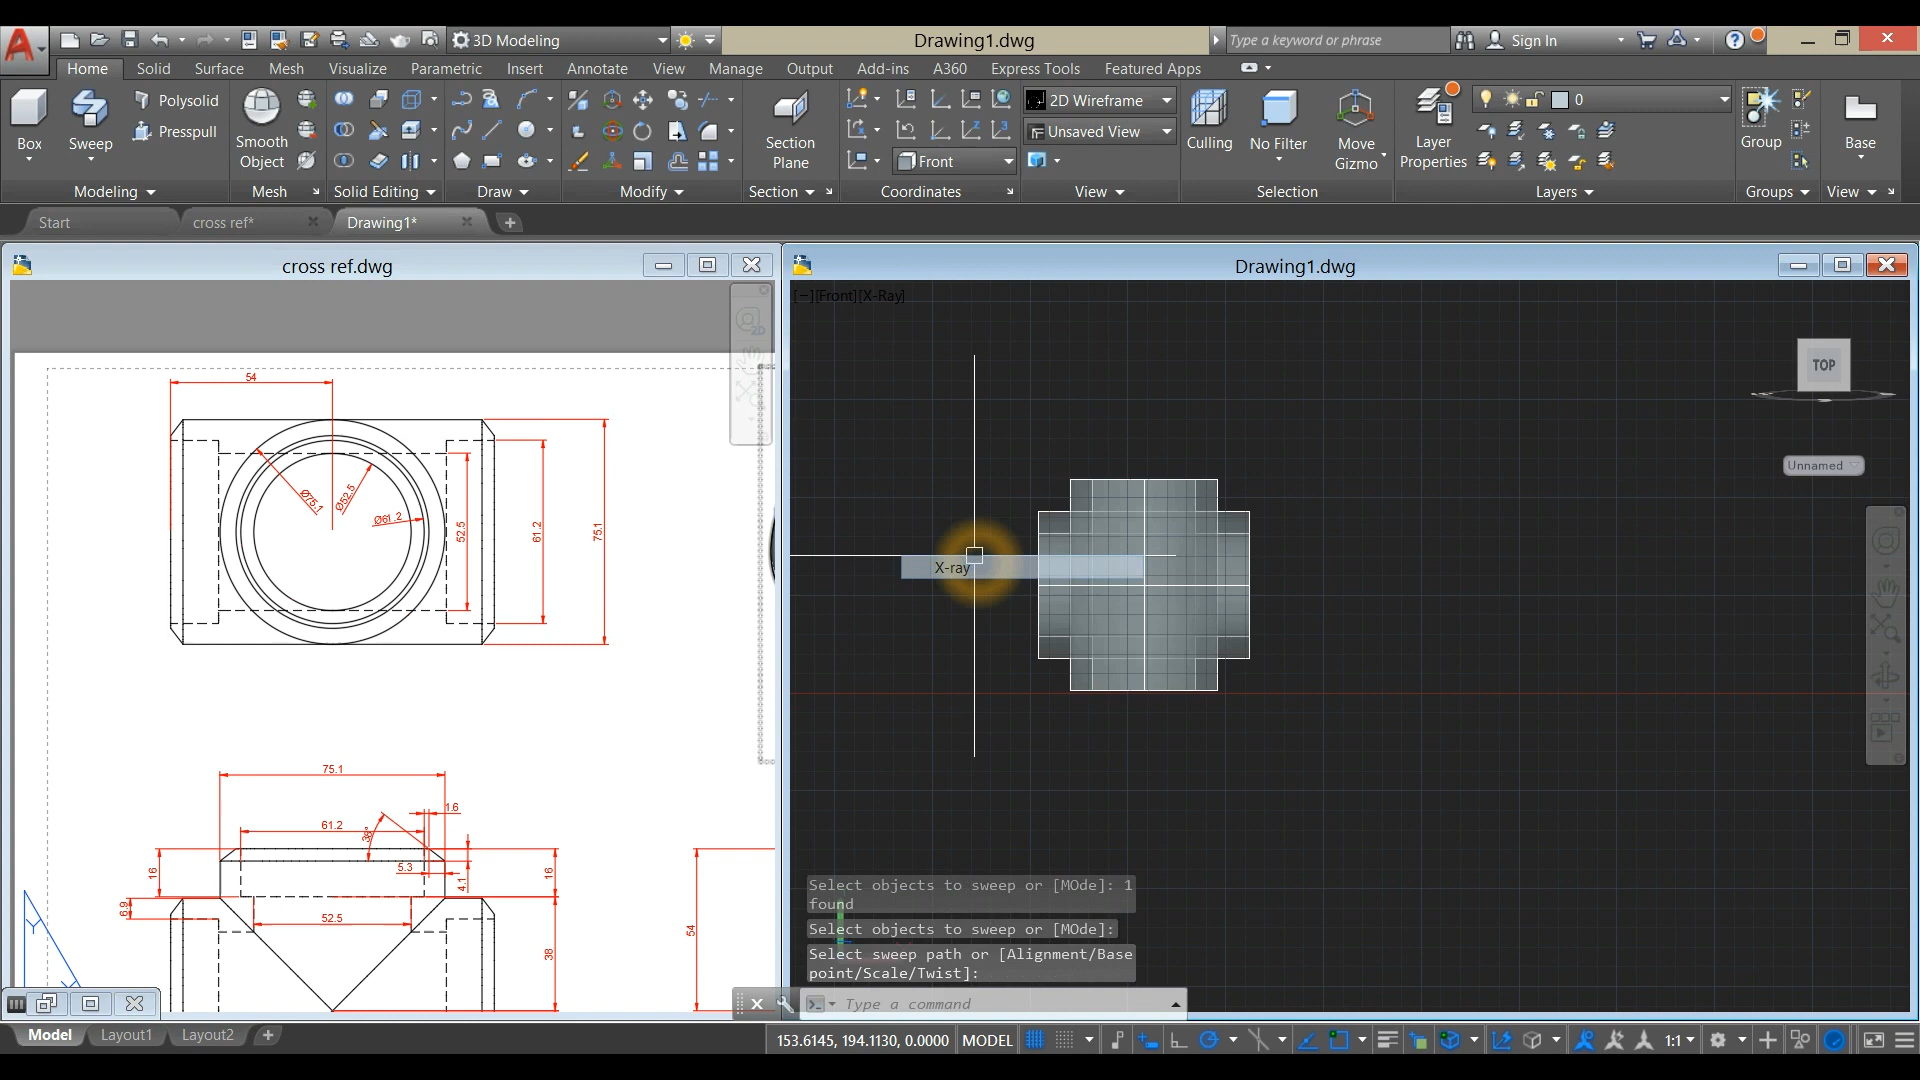 3D Modeling
Drawing1.dwg
Type a keyword or phrase
Sign In
Home
Solid
Surface
Mesh
Visualize
Parametric
Insert
Annotate
View
Manage
Output
Add-ins
A360
Express Tools
Featured Apps
Box
Sweep
Polysolid
Presspull
Modeling
Smooth Object
Mesh
Solid Editing
Draw
Modify
Section Plane
Section
Front
Coordinates
2D Wireframe
Unsaved View
View
Culling
No Filter
Move Gizmo
Selection
Layer Properties
0
Layers
Group
Groups
Base
View
Start
cross ref*
Drawing1*
cross ref.dwg
Drawing1.dwg
2D
54
Ø75.1
Ø52.5
Ø61.2
52.5
61.2
75.1
75.1
1.6
61.2
38°
5.3
4.1
16
16
6.9
52.5
38
54
Y
X
[−][Front][X-Ray]
TOP
Unnamed
X-ray
Select objects to sweep or [MOde]: 1
found
Select objects to sweep or [MOde]:
Select sweep path or [Alignment/Base
point/Scale/Twist]:
Type a command
Model
Layout1
Layout2
153.6145, 194.1130, 0.0000
MODEL
1:1